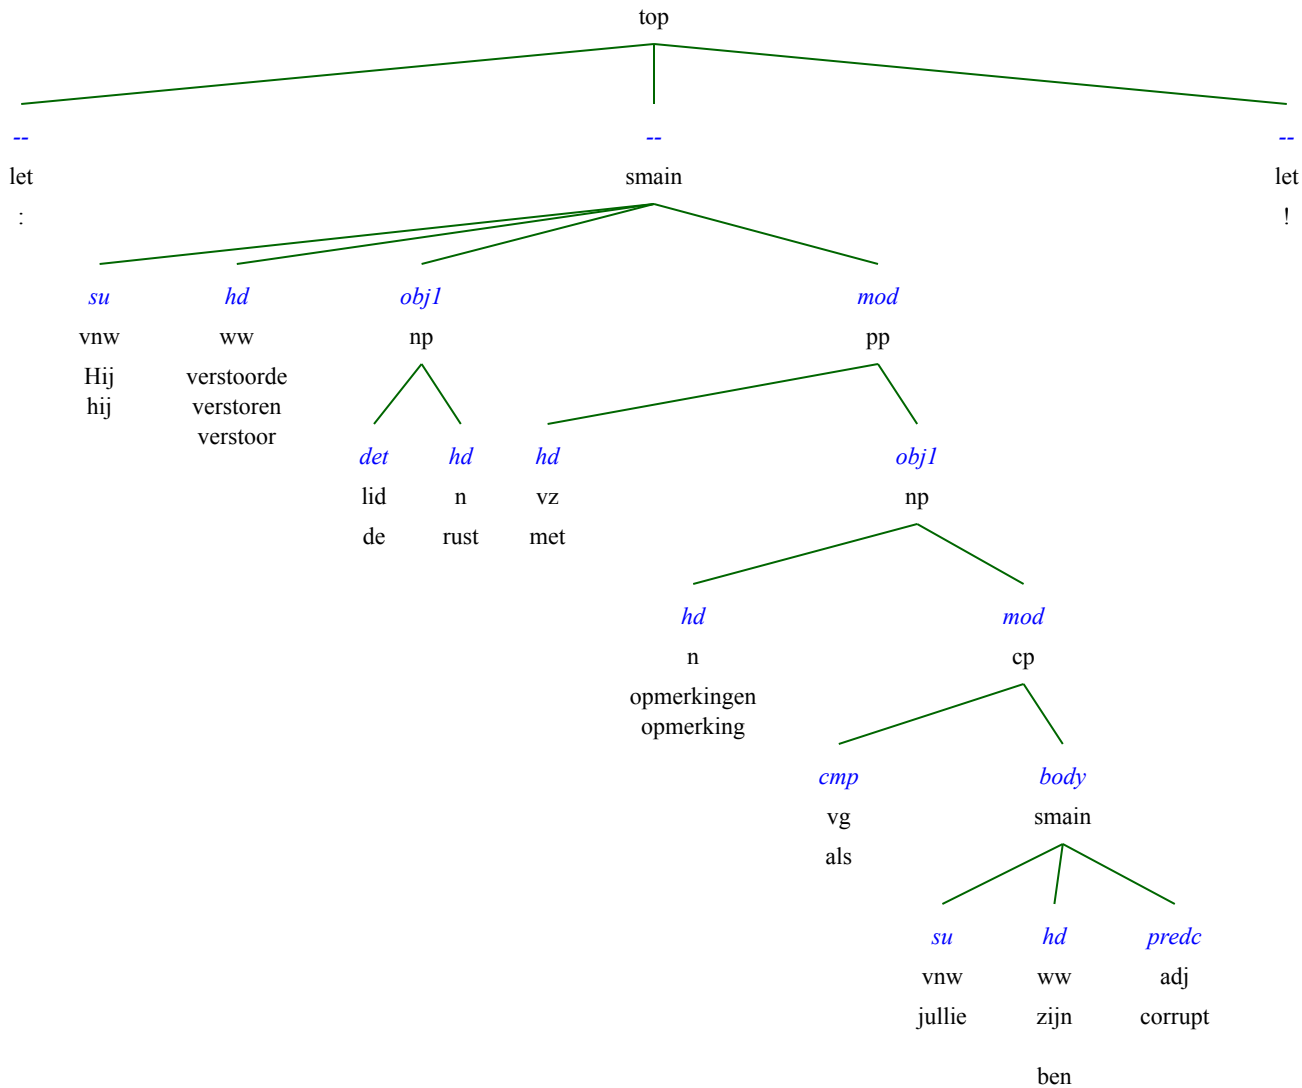 top
-- -- --
let smain let
: !
su hd obj1 mod
vnw ww np pp
Hij verstoorde
hij verstoren
verstoor
det hd hd obj1
lid n vz np
de rust met
hd mod
n cp
opmerkingen
opmerking
cmp body
vg smain
als
su hd predc
vnw ww adj
jullie zijn corrupt
ben